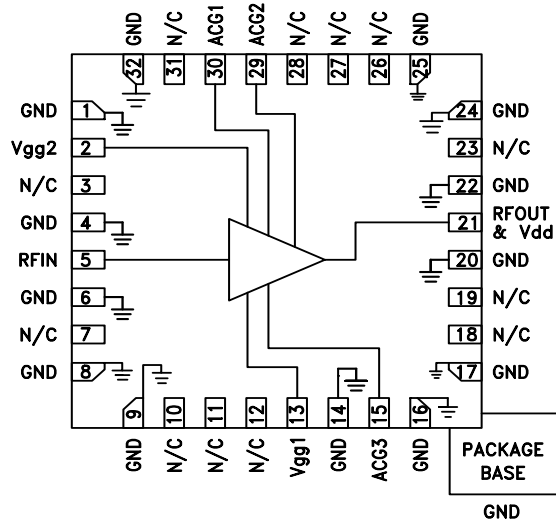 GND
N/C
ACG1
ACG2
N/C
N/C
N/C
GND
32
31
30
29
28
27
26
25
GND 1
Vgg2 2
N/C 3
GND 4
RFIN 5
GND 6
N/C 7
GND 8
24 GND
23 N/C
22 GND
21 RFOUT
& Vdd
20 GND
19 N/C
18 N/C
17 GND
9
10
11
12
13
14
15
16
GND
N/C
N/C
N/C
Vgg1
GND
ACG3
GND
PACKAGE
BASE
GND